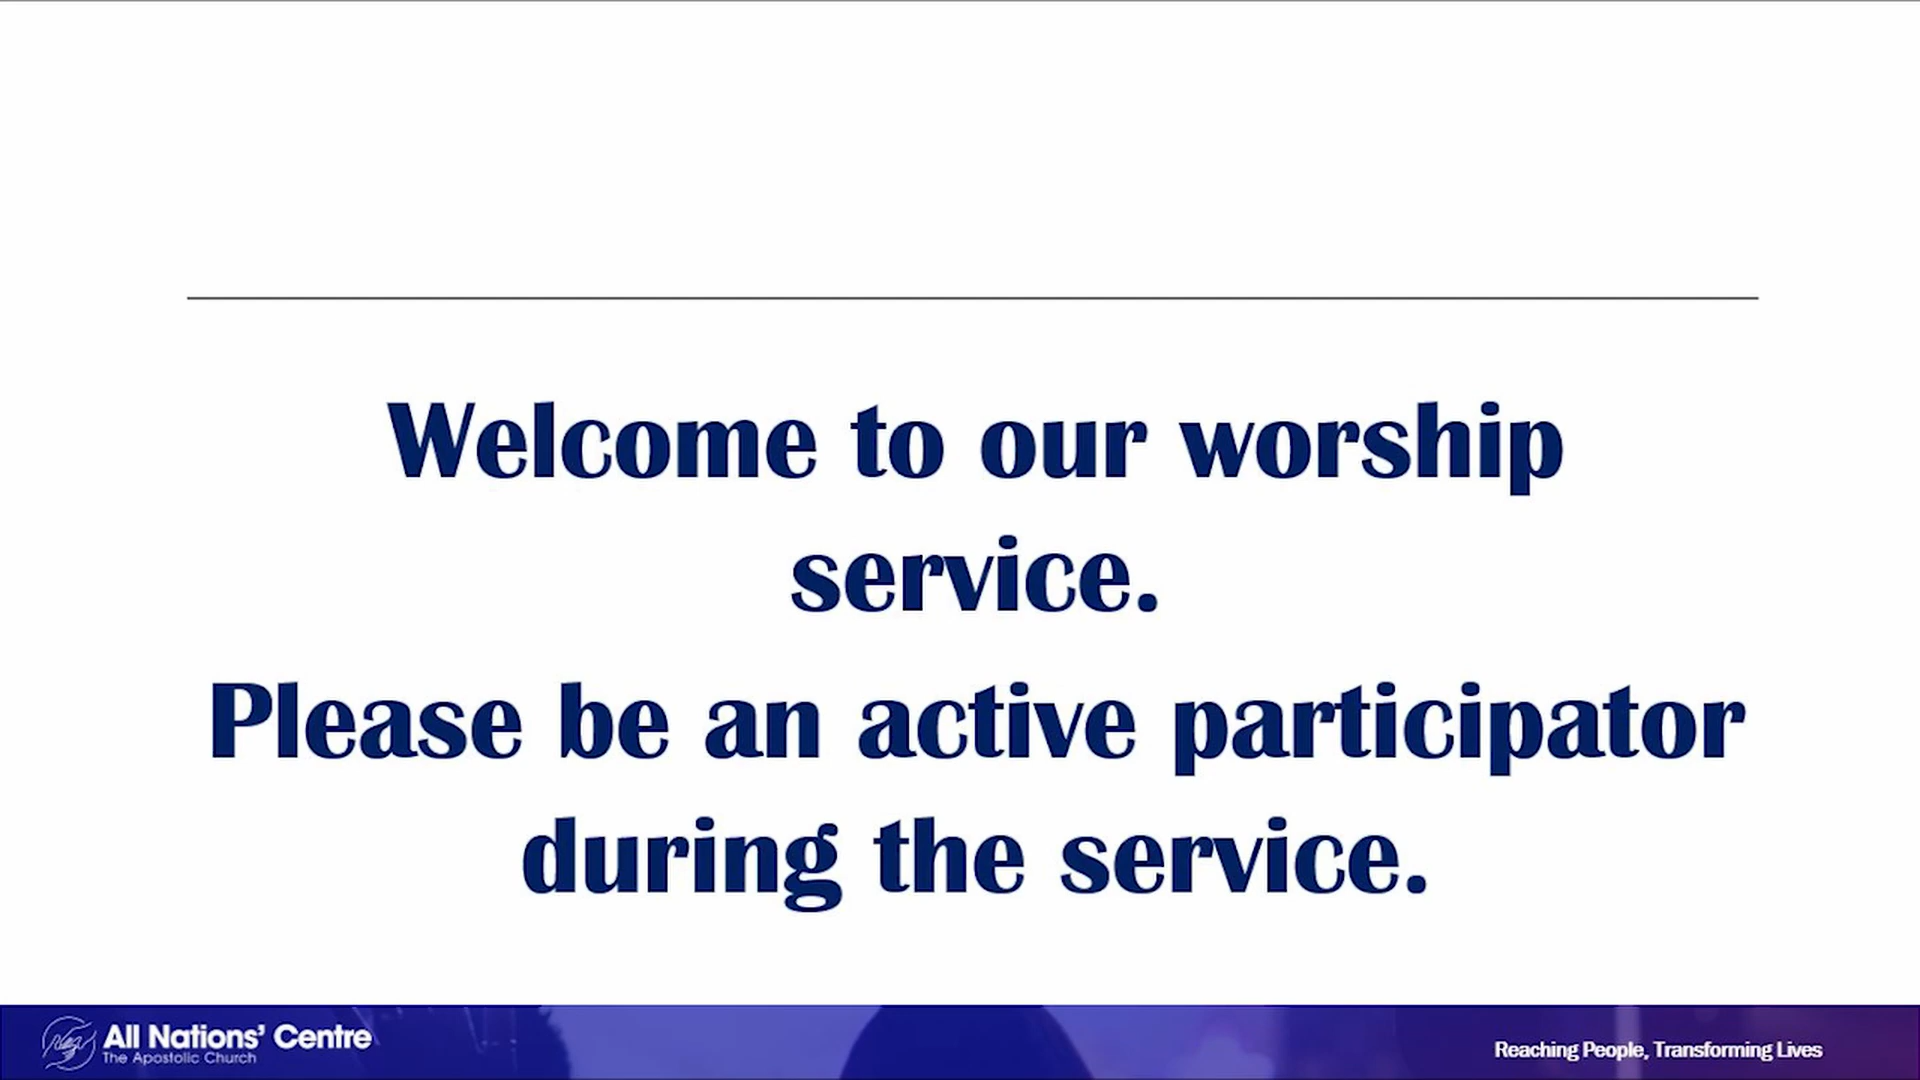 Welcome to our worship
service.
Please be an active participator
during the service.
All Nations' Centre
The Apostolic Church
Reaching People, Transforming Lives